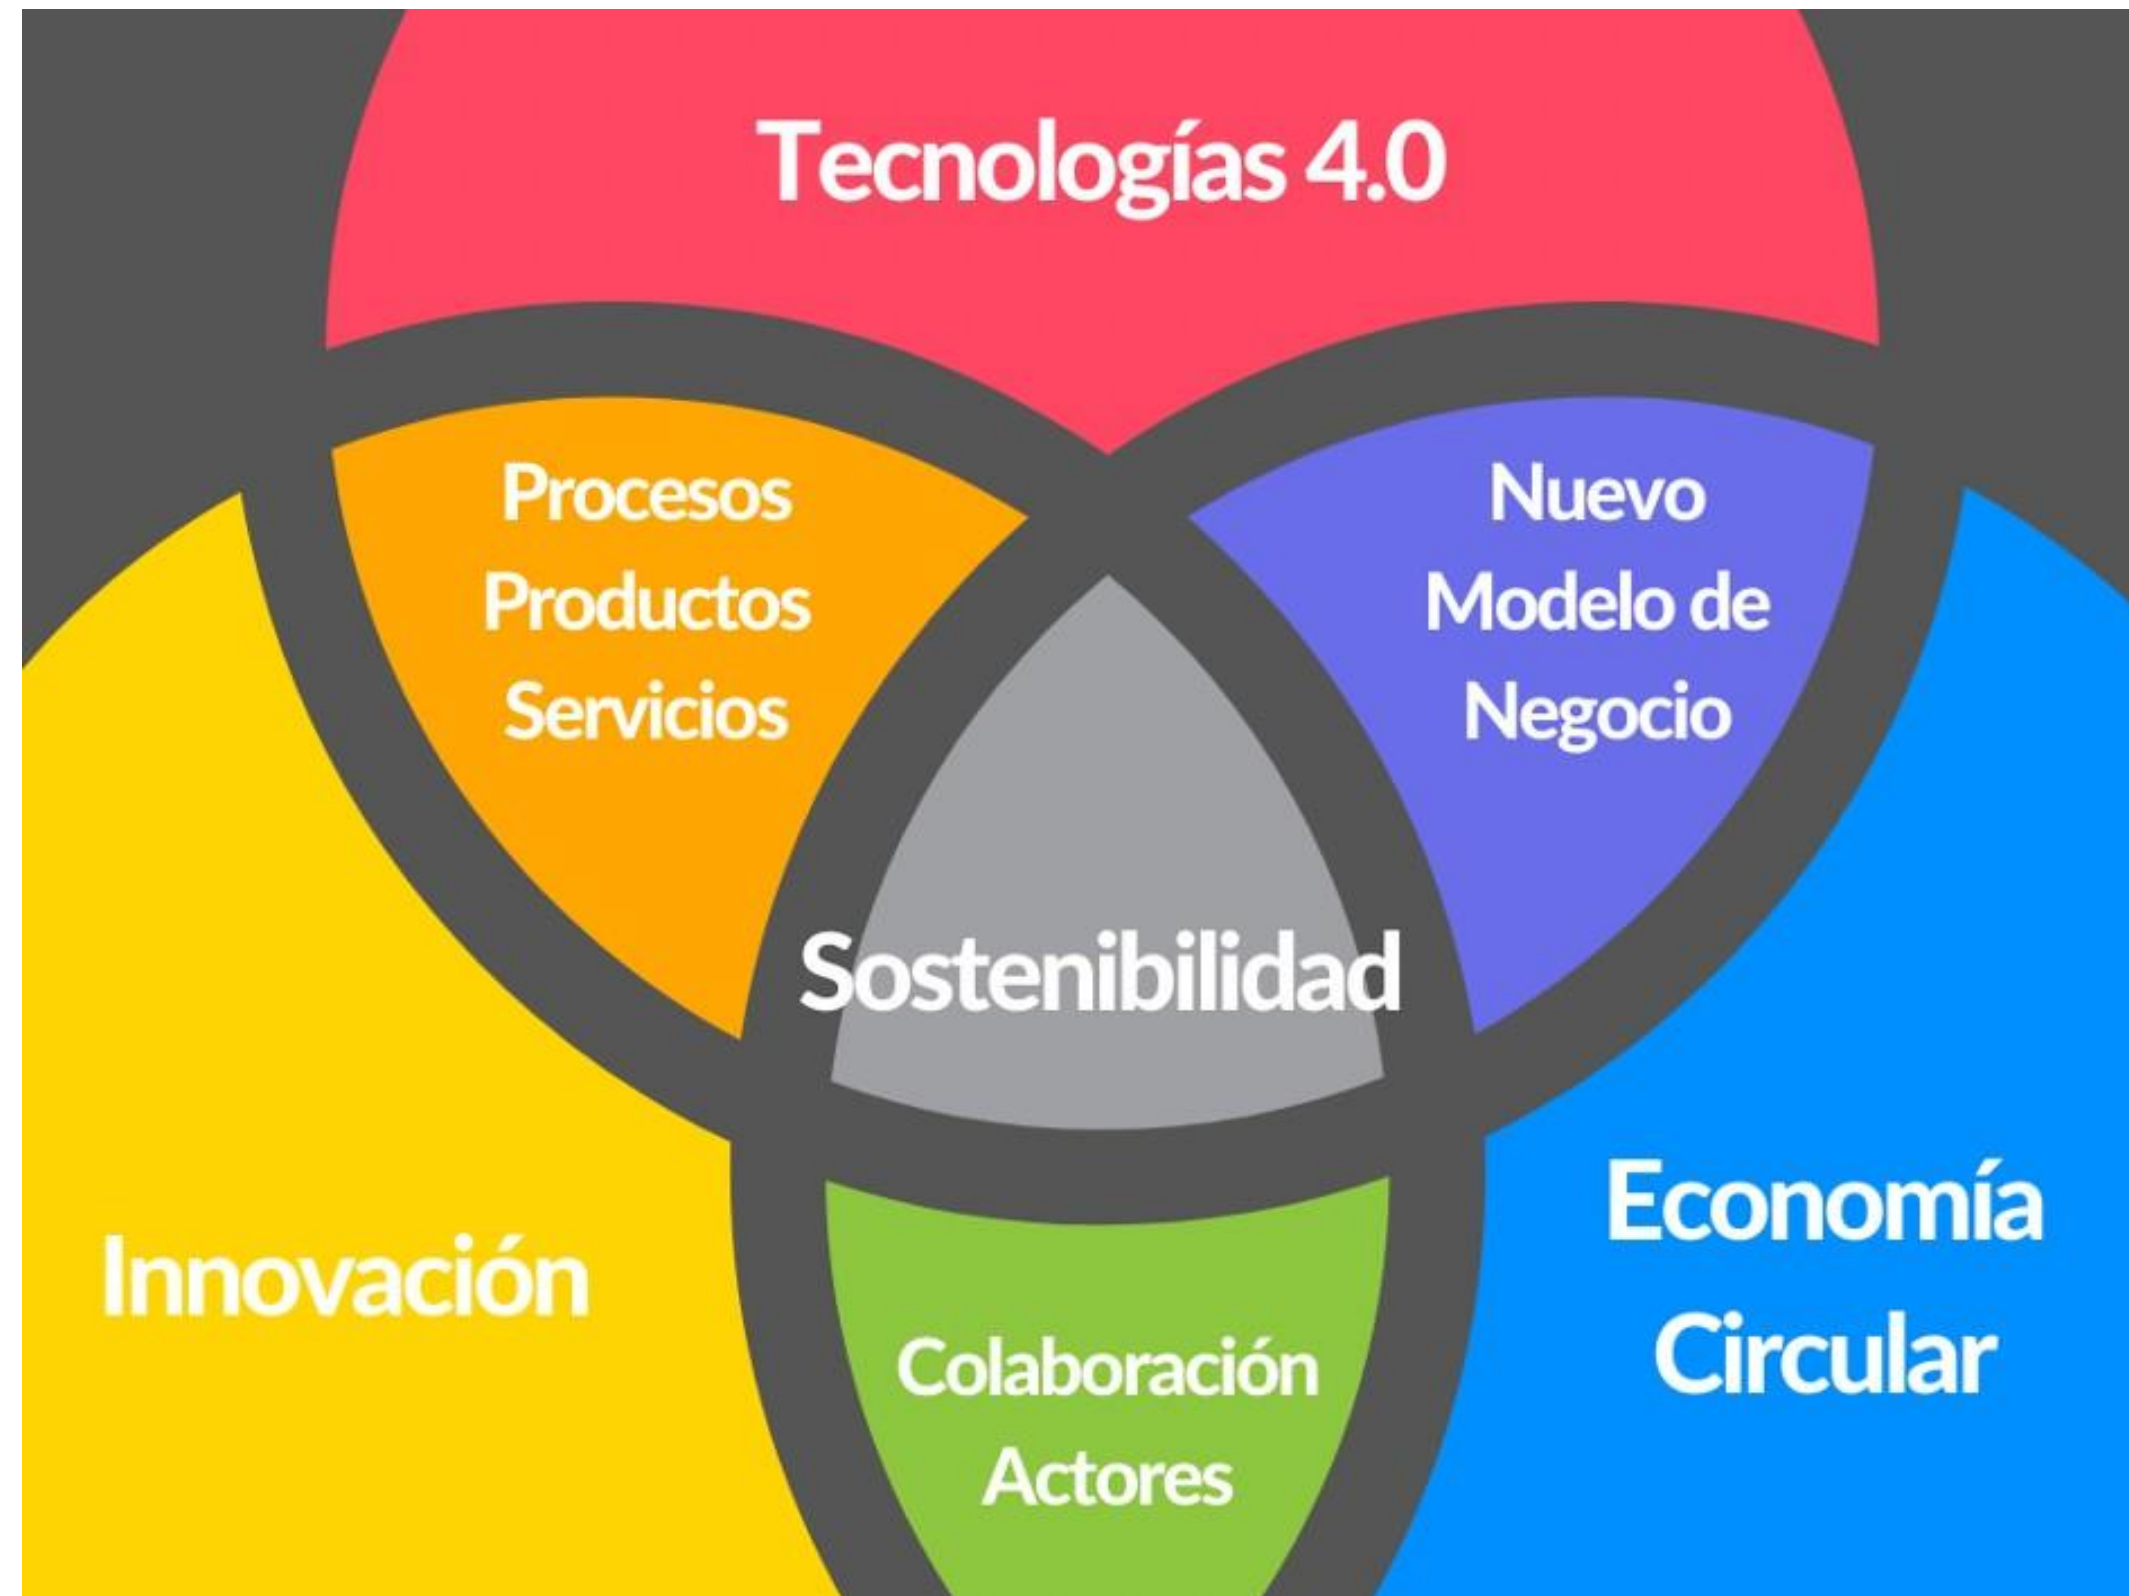 Tecnologías 4.0
Procesos
Productos
Servicios
Nuevo
Modelo de
Negocio
Sostenibilidad
Innovación
Economía
Circular
Colaboración
Actores